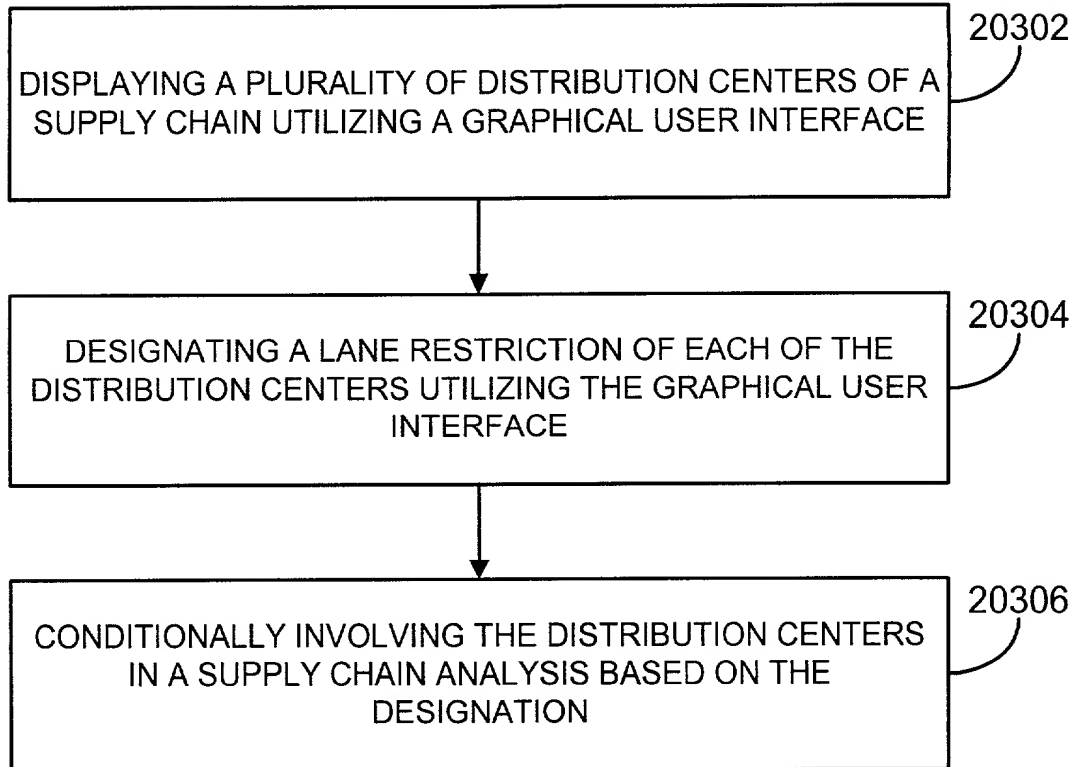 20302
DISPLAYING A PLURALITY OF DISTRIBUTION CENTERS OF A
SUPPLY CHAIN UTILIZING A GRAPHICAL USER INTERFACE
20304
DESIGNATING A LANE RESTRICTION OF EACH OF THE
DISTRIBUTION CENTERS UTILIZING THE GRAPHICAL USER
INTERFACE
20306
CONDITIONALLY INVOLVING THE DISTRIBUTION CENTERS
IN A SUPPLY CHAIN ANALYSIS BASED ON THE
DESIGNATION